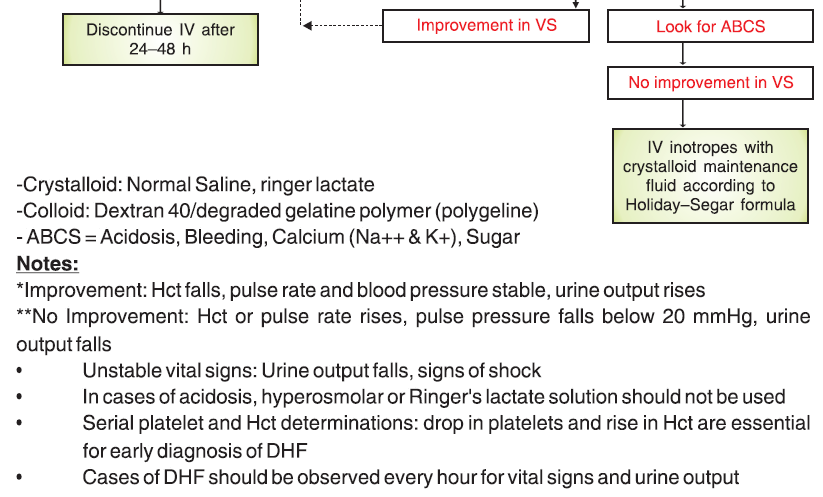 Discontinue IV after
24–48 h
Improvement in VS
Look for ABCS
No improvement in VS
IV inotropes with
crystalloid maintenance
fluid according to
Holiday–Segar formula
-Crystalloid: Normal Saline, ringer lactate
-Colloid: Dextran 40/degraded gelatine polymer (polygeline)
- ABCS = Acidosis, Bleeding, Calcium (Na++ & K+), Sugar
Notes:
*Improvement: Hct falls, pulse rate and blood pressure stable, urine output rises
**No Improvement: Hct or pulse rate rises, pulse pressure falls below 20 mmHg, urine
output falls
• Unstable vital signs: Urine output falls, signs of shock
• In cases of acidosis, hyperosmolar or Ringer's lactate solution should not be used
• Serial platelet and Hct determinations: drop in platelets and rise in Hct are essential
for early diagnosis of DHF
• Cases of DHF should be observed every hour for vital signs and urine output